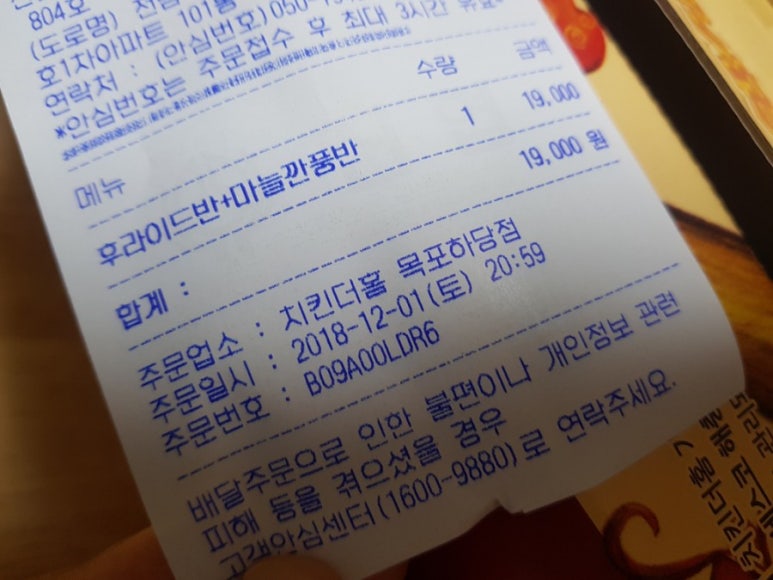 804호
(도로명)
호1차아파트 101동
연락처 : (안심번호)050-
*안심번호는 주문접수 후 최대 3시간
메뉴 수량 금액
후라이드반+마늘깐풍반 1 19,000
합계 : 19,000 원
주문업소 : 치킨더홈 목포하당점
주문일시 : 2018-12-01(토) 20:59
주문번호 : B09A00LDR6
배달주문으로 인한 불편이나 개인정보 관련
피해 등을 겪으셨을 경우
고객안심센터(1600-9880)로 연락주세요.